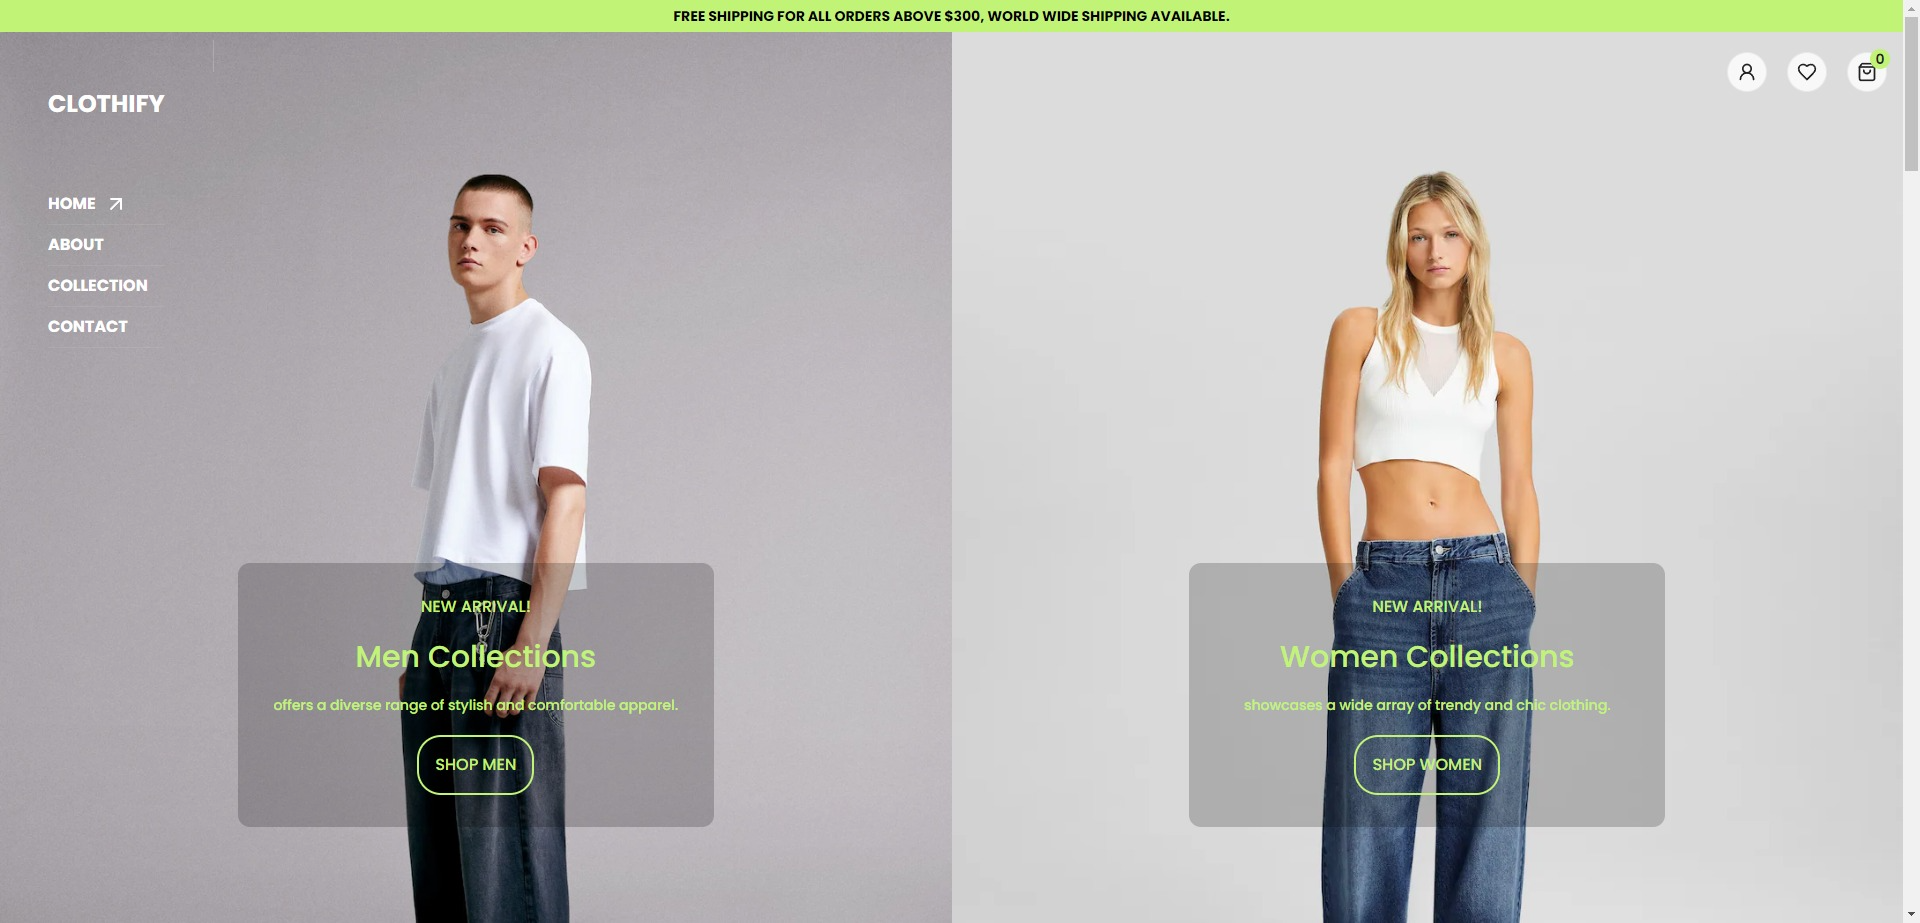 FREE SHIPPING FOR ALL ORDERS ABOVE $300, WORLD WIDE SHIPPING AVAILABLE.
0
CLOTHIFY
HOME
ABOUT
COLLECTION
CONTACT
NEW ARRIVAL!
Men Collections
offers a diverse range of stylish and comfortable apparel.
SHOP MEN
NEW ARRIVAL!
Women Collections
showcases a wide array of trendy and chic clothing.
SHOP WOMEN